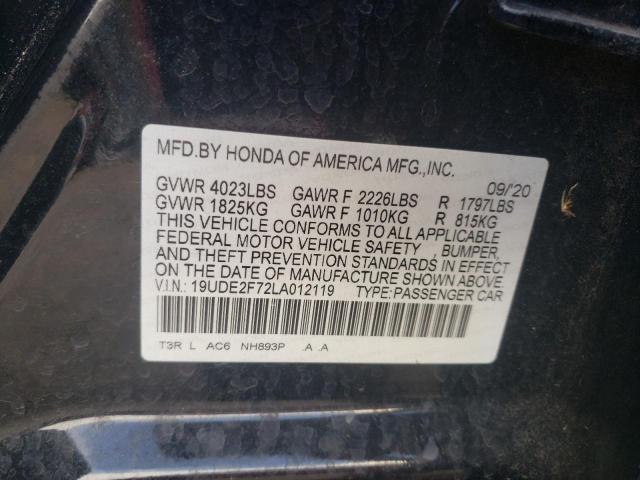 MFD.BY HONDA OF AMERICA MFG.,INC. 09/'20
GVWR 4023LBS GAWR F 2226LBS R 1797LBS
GVWR 1825KG GAWR F 1010KG R 815KG
THIS VEHICLE CONFORMS TO ALL APPLICABLE
FEDERAL MOTOR VEHICLE SAFETY , BUMPER,
AND THEFT PREVENTION STANDARDS IN EFFECT
ON THE DATE OF MANUFACTURE SHOWN ABOVE.
V.I.N.: 19UDE2F72LA012119 TYPE:PASSENGER CAR
T3R L AC6 NH893P .A .A